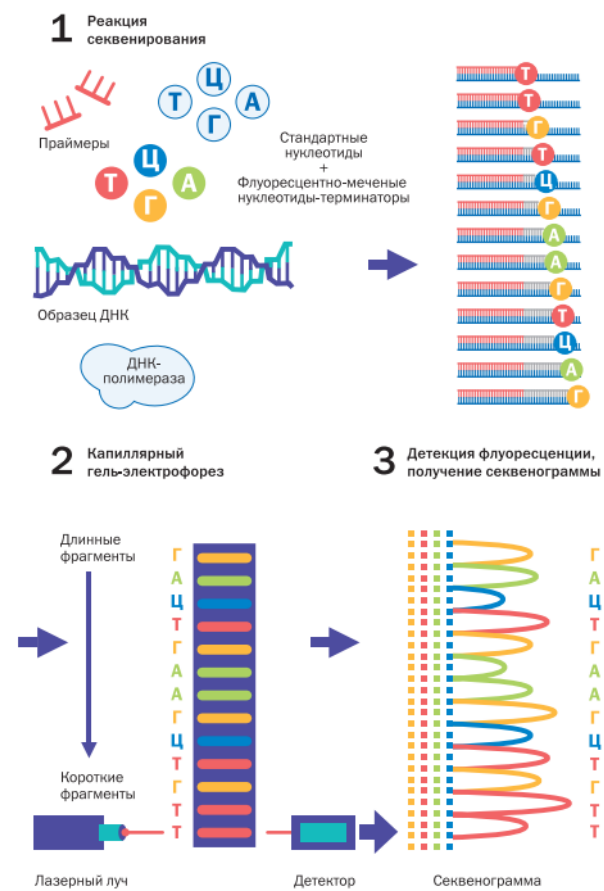 1
Реакция
секвенирования
Праймеры
Т
Ц
А
Г
Т
Ц
А
Г
Стандартные
нуклеотиды
+
Флуоресцентно-меченые
нуклеотиды-терминаторы
Образец ДНК
ДНК-
полимераза
Т
Т
Г
Т
Ц
Г
А
А
Г
Т
Ц
А
Г
2
Капиллярный
гель-электрофорез
Длинные
фрагменты
Короткие
фрагменты
Г
А
Ц
Т
Г
А
А
Г
Ц
Т
Г
Т
Т
Лазерный луч
Детектор
3
Детекция флуоресценции,
получение секвенограммы
Г
А
Ц
Т
Г
А
А
Г
Ц
Т
Г
Т
Т
Секвенограмма